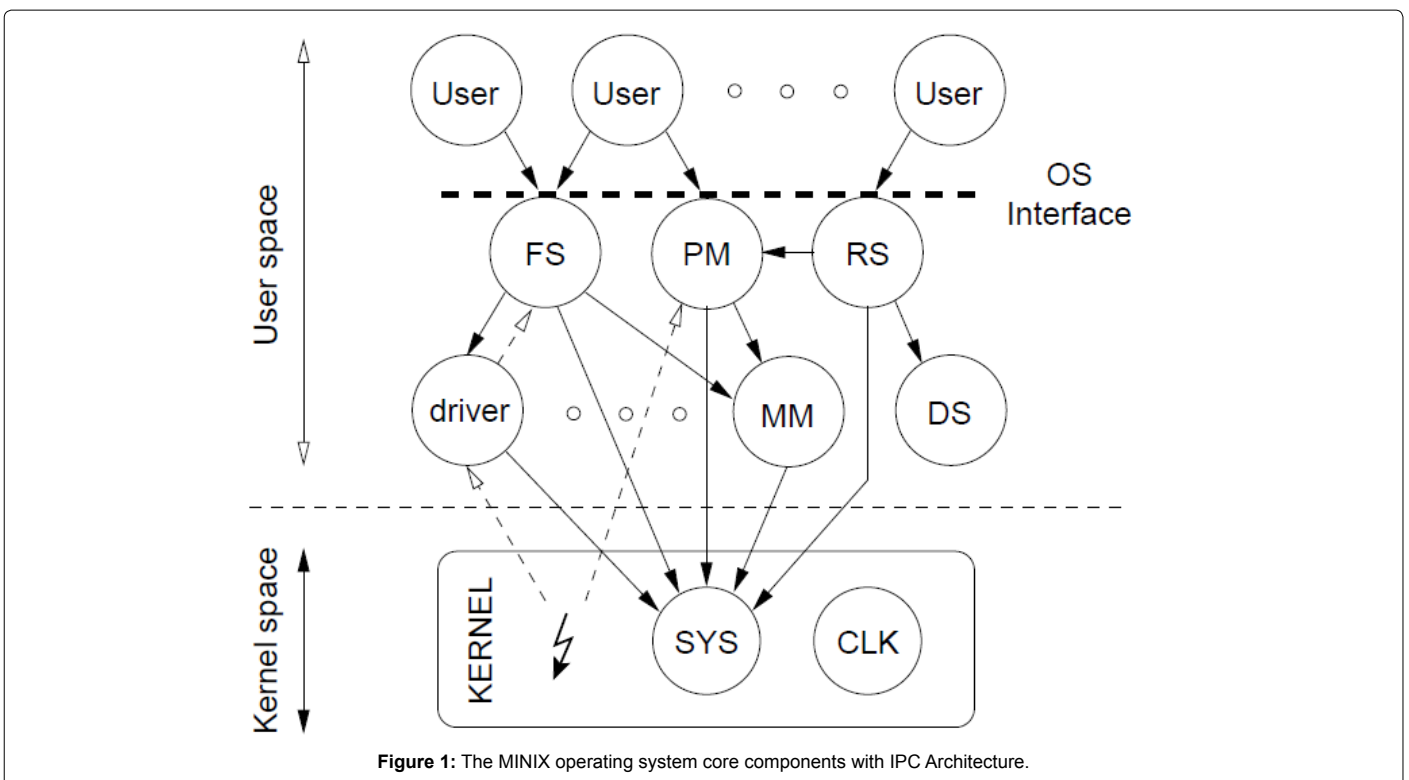 User User User
OS
Interface
User space
FS PM RS
driver MM DS
Kernel space
KERNEL
SYS CLK
Figure 1: The MINIX operating system core components with IPC Architecture.